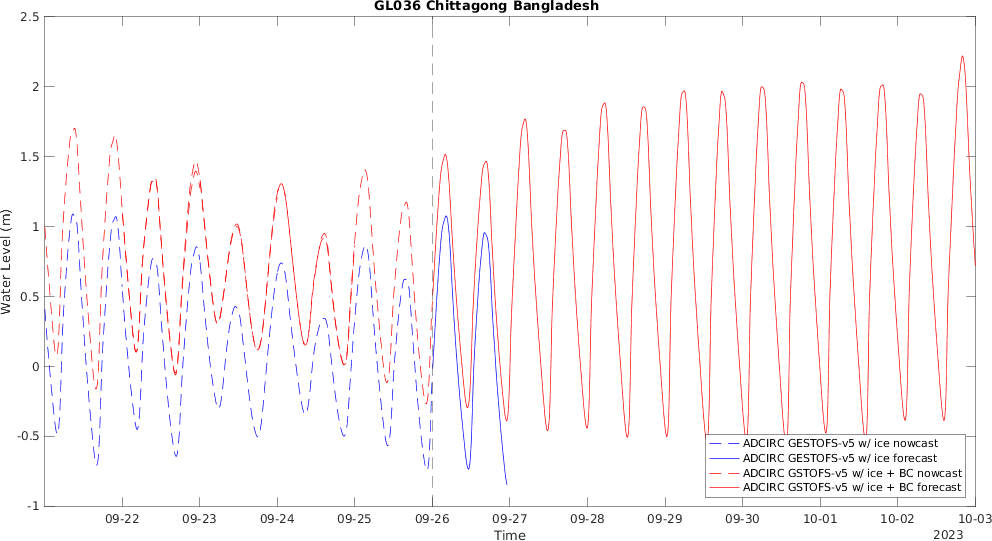 GL036 Chittagong Bangladesh
2.5
2
1.5
1
0.5
0
-0.5
-1
Water Level (m)
09-22 09-23 09-24 09-25 09-26 09-27 09-28 09-29 09-30 10-01 10-02 10-03
Time
2023
ADCIRC GESTOFS-v5 w/ ice nowcast
ADCIRC GESTOFS-v5 w/ ice forecast
ADCIRC GSTOFS-v5 w/ ice + BC nowcast
ADCIRC GSTOFS-v5 w/ ice + BC forecast